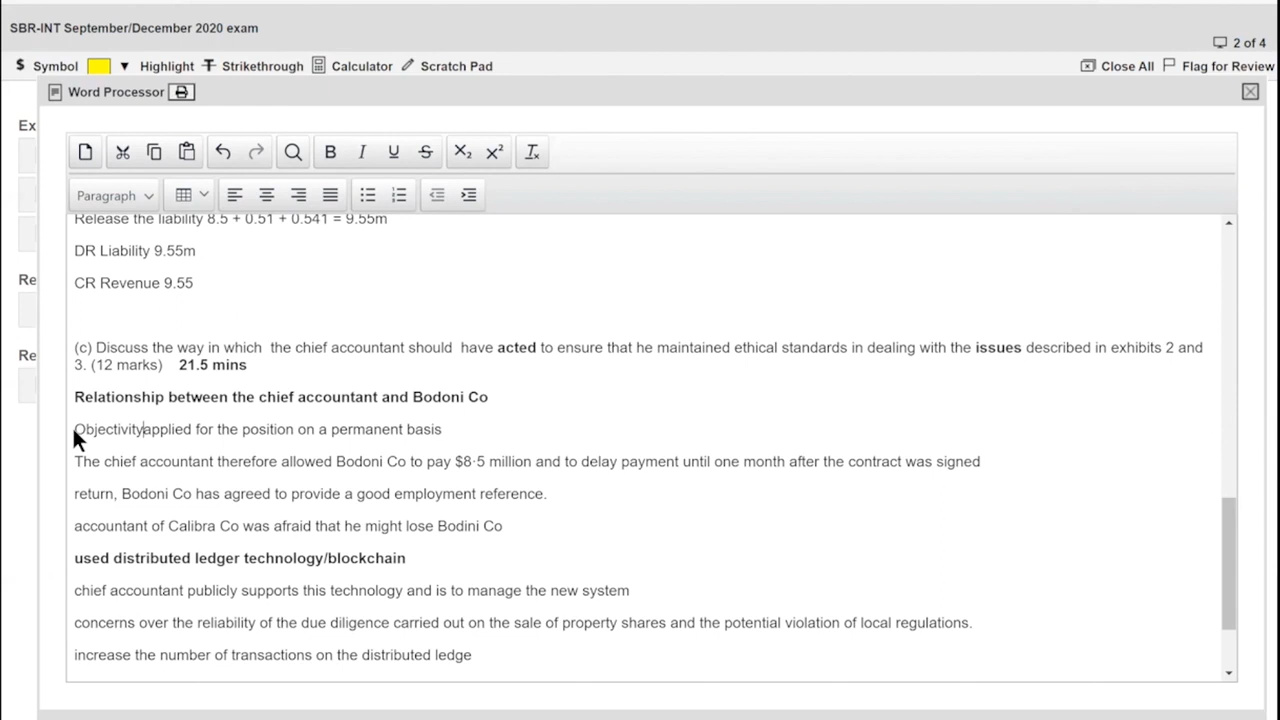 SBR-INT September/December 2020 exam
2 of 4
$ Symbol Highlight T Strikethrough Calculator Scratch Pad Close All Flag for Review
Word Processor
Ex
B I U S X₂ X² Tx
Paragraph
Release the liability 8.5 + 0.51 + 0.541 = 9.55m
DR Liability 9.55m
Re
CR Revenue 9.55
(c) Discuss the way in which the chief accountant should have acted to ensure that he maintained ethical standards in dealing with the issues described in exhibits 2 and
Re
3. (12 marks) 21.5 mins
Relationship between the chief accountant and Bodoni Co
Objectivityapplied for the position on a permanent basis
The chief accountant therefore allowed Bodoni Co to pay $8·5 million and to delay payment until one month after the contract was signed
return, Bodoni Co has agreed to provide a good employment reference.
accountant of Calibra Co was afraid that he might lose Bodini Co
used distributed ledger technology/blockchain
chief accountant publicly supports this technology and is to manage the new system
concerns over the reliability of the due diligence carried out on the sale of property shares and the potential violation of local regulations.
increase the number of transactions on the distributed ledge